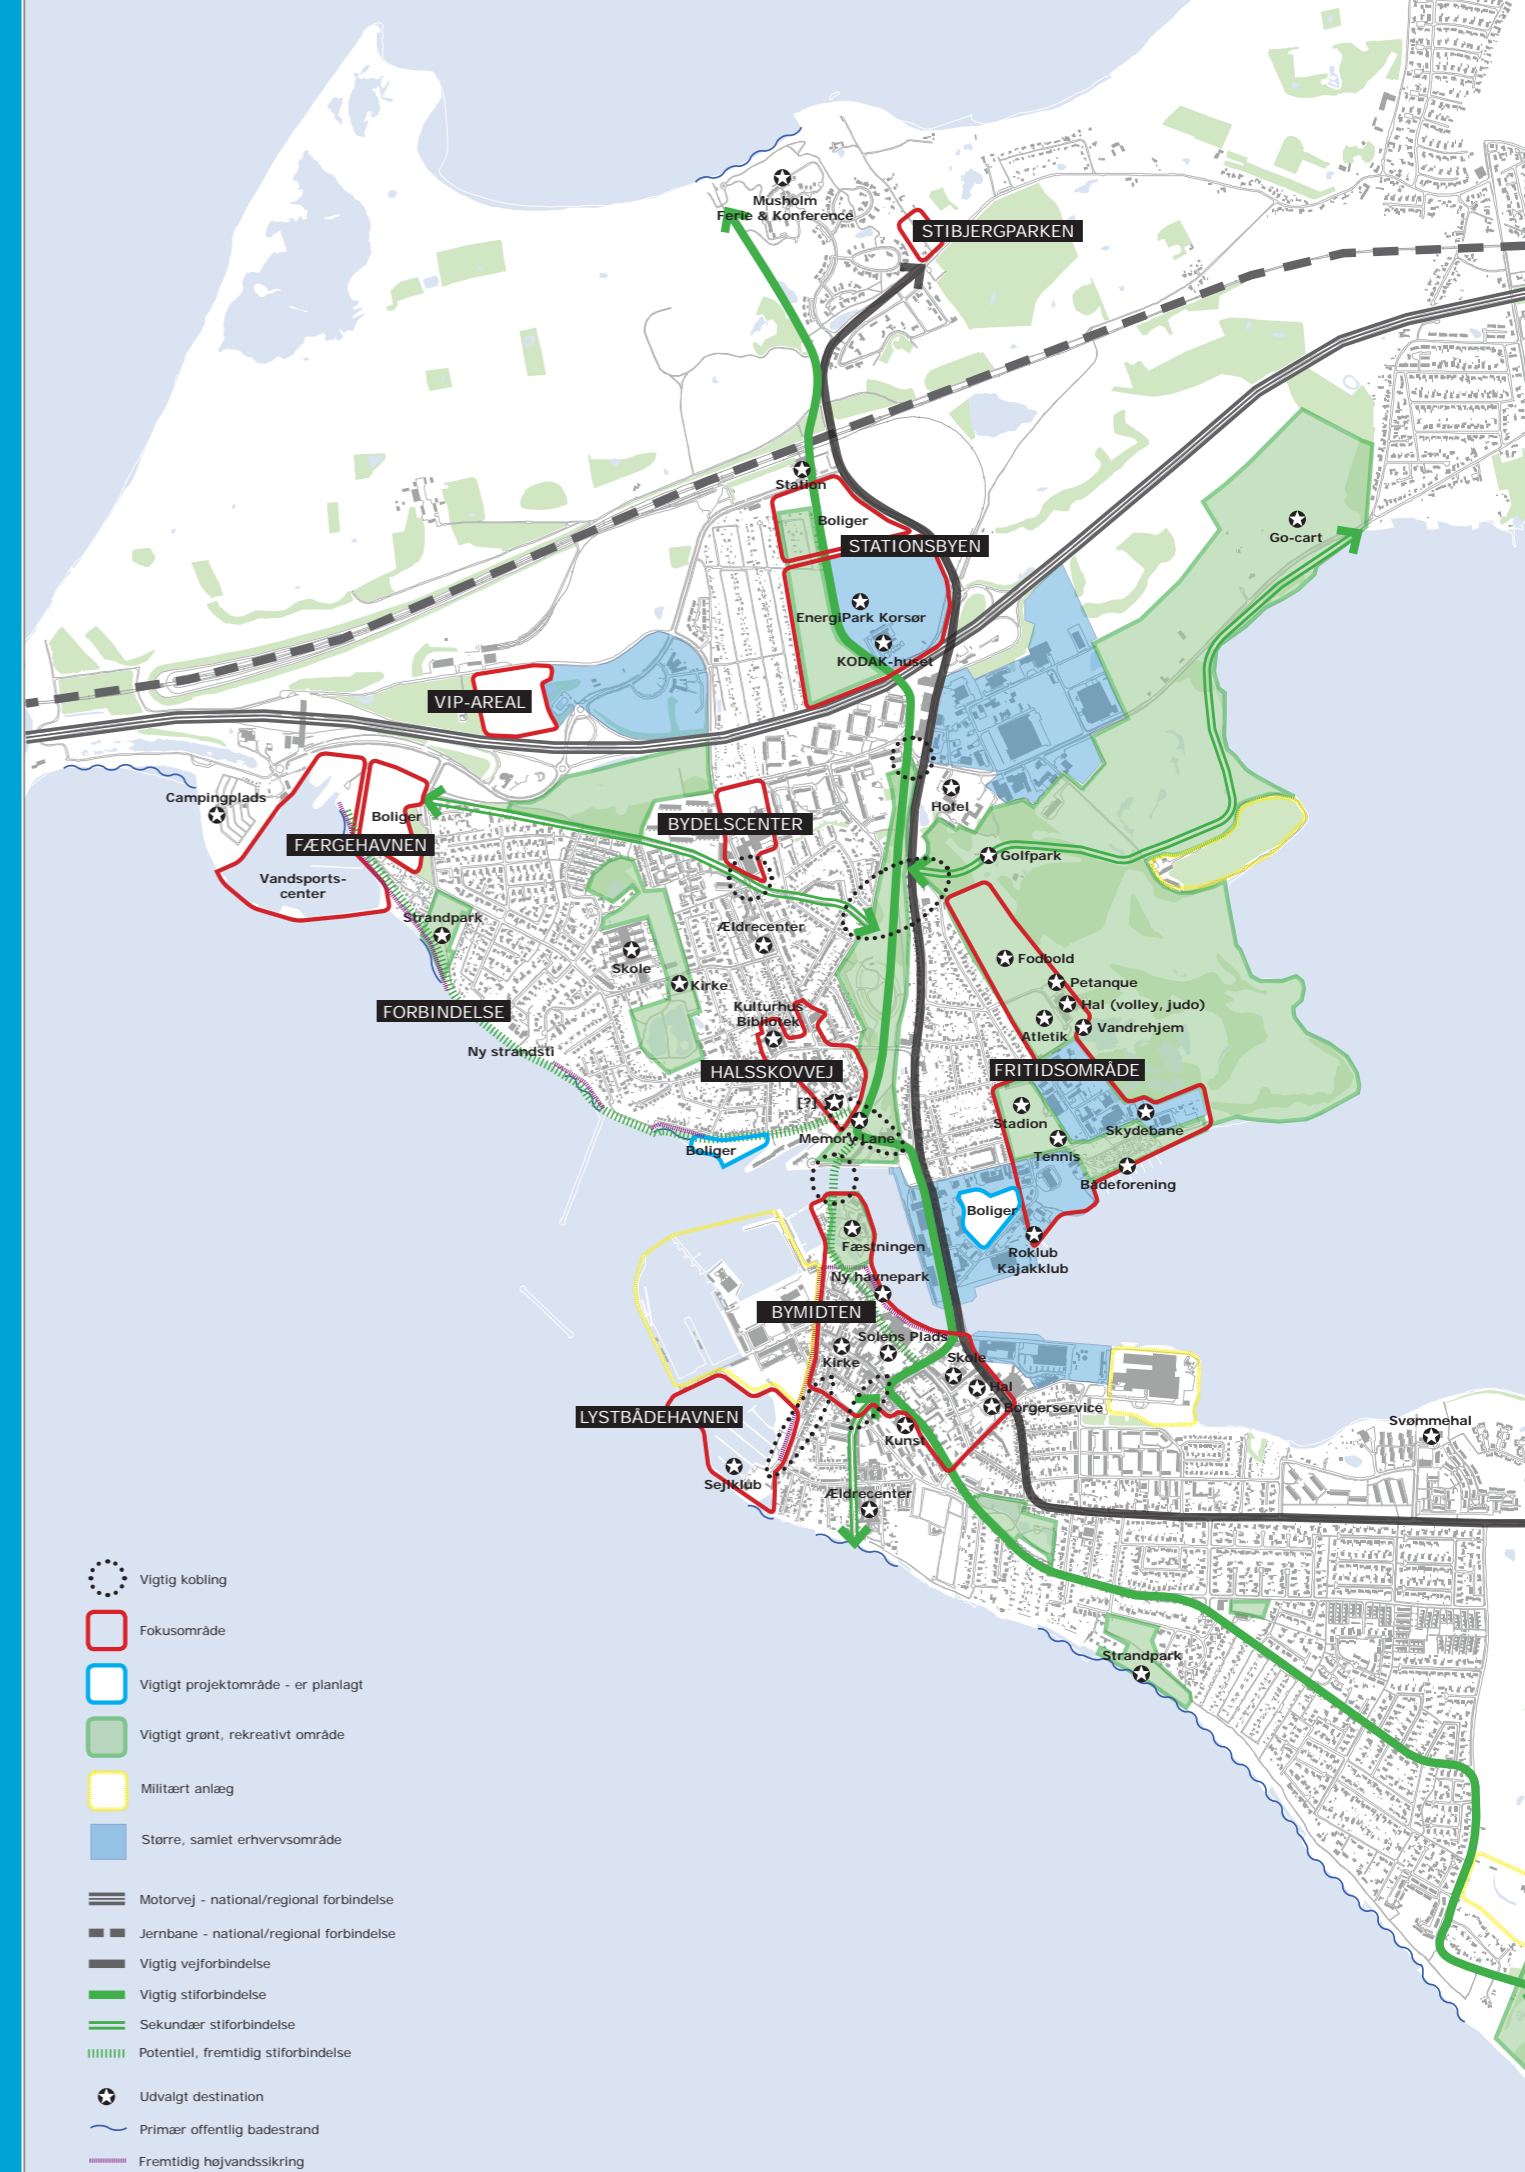 Musholm
Ferie & Konference
STIBJERGPARKEN
Station
Boliger
STATIONSBYEN
Go-cart
EnergiPark Korsør
KODAK-huset
VIP-AREAL
Campingplads
Boliger
Hotel
BYDELSCENTER
FÆRGEHAVNEN
Golfpark
Vandsports-
center
Strandpark
Ældrecenter
Skole
Fodbold
Kirke
Petanque
Kulturhus
Bibliotek
Hal (volley, judo)
FORBINDELSE
Atletik
Vandrehjem
Ny strandsti
HALSSKOVVEJ
FRITIDSOMRÅDE
[?]
Stadion
Skydebane
Memory Lane
Boliger
Tennis
Bådeforening
Boliger
Fæstningen
Roklub
Kajakklub
Ny havnepark
BYMIDTEN
Solens Plads
Kirke
Skole
Hal
Borgerservice
LYSTBÅDEHAVNEN
Kunst
Svømmehal
Sejlklub
Ældrecenter
Strandpark
Vigtig kobling
Fokusområde
Vigtigt projektområde - er planlagt
Vigtigt grønt, rekreativt område
Militært anlæg
Større, samlet erhvervsområde
Motorvej - national/regional forbindelse
Jernbane - national/regional forbindelse
Vigtig vejforbindelse
Vigtig stiforbindelse
Sekundær stiforbindelse
Potentiel, fremtidig stiforbindelse
Udvalgt destination
Primær offentlig badestrand
Fremtidig højvandssikring